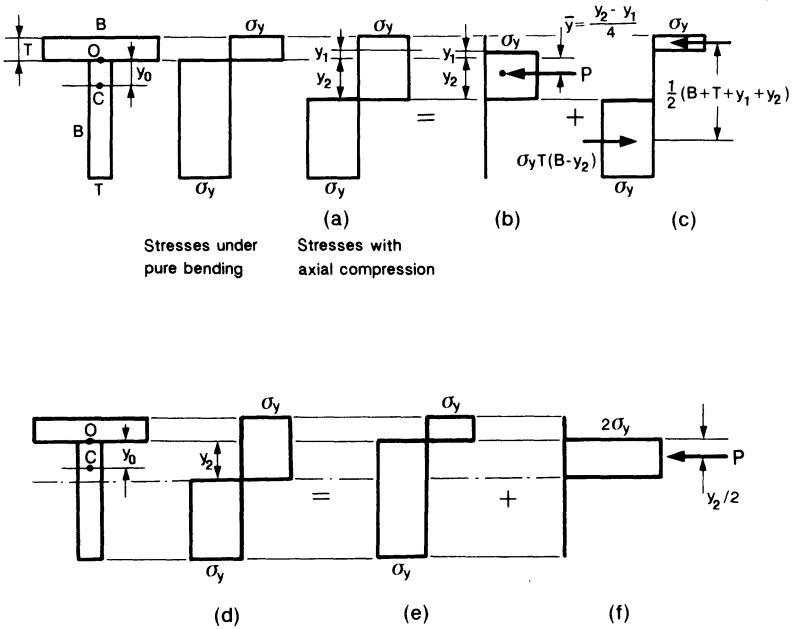 B
T
O
y₀
C
B
T
σy
σy
σy
y₁
y₂
σy
(a)
=
ȳ = (y₂ - y₁)/4
σy
y₁
y₂
P
(b)
+
σy
½(B+T+y₁+y₂)
σyT(B-y₂)
σy
(c)
Stresses under
pure bending
Stresses with
axial compression
O
C
y₀
σy
y₂
σy
(d)
=
σy
σy
(e)
+
2σy
P
y₂/2
(f)